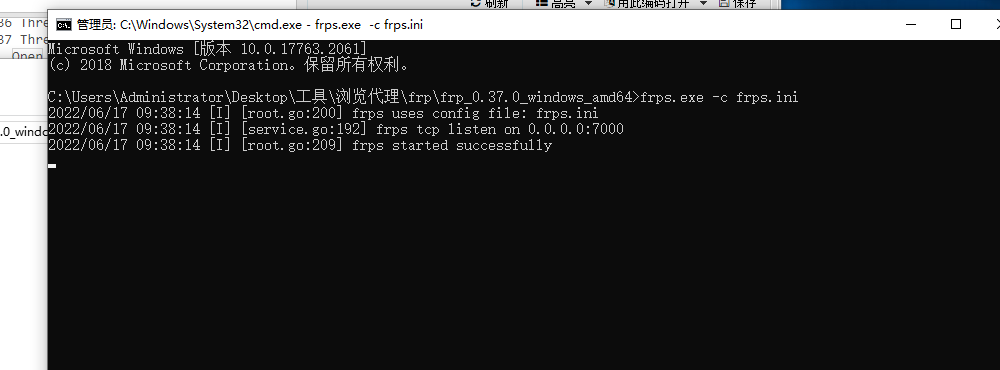 刷新 高亮 用此编码打开 保存
36 Thre
37 Thre
Open
管理员: C:\Windows\System32\cmd.exe - frps.exe  -c frps.ini
Microsoft Windows [版本 10.0.17763.2061]
(c) 2018 Microsoft Corporation。保留所有权利。
C:\Users\Administrator\Desktop\工具\浏览代理\frp\frp_0.37.0_windows_amd64>frps.exe -c frps.ini
2022/06/17 09:38:14 [I] [root.go:200] frps uses config file: frps.ini
.0_windo
2022/06/17 09:38:14 [I] [service.go:192] frps tcp listen on 0.0.0.0:7000
2022/06/17 09:38:14 [I] [root.go:209] frps started successfully